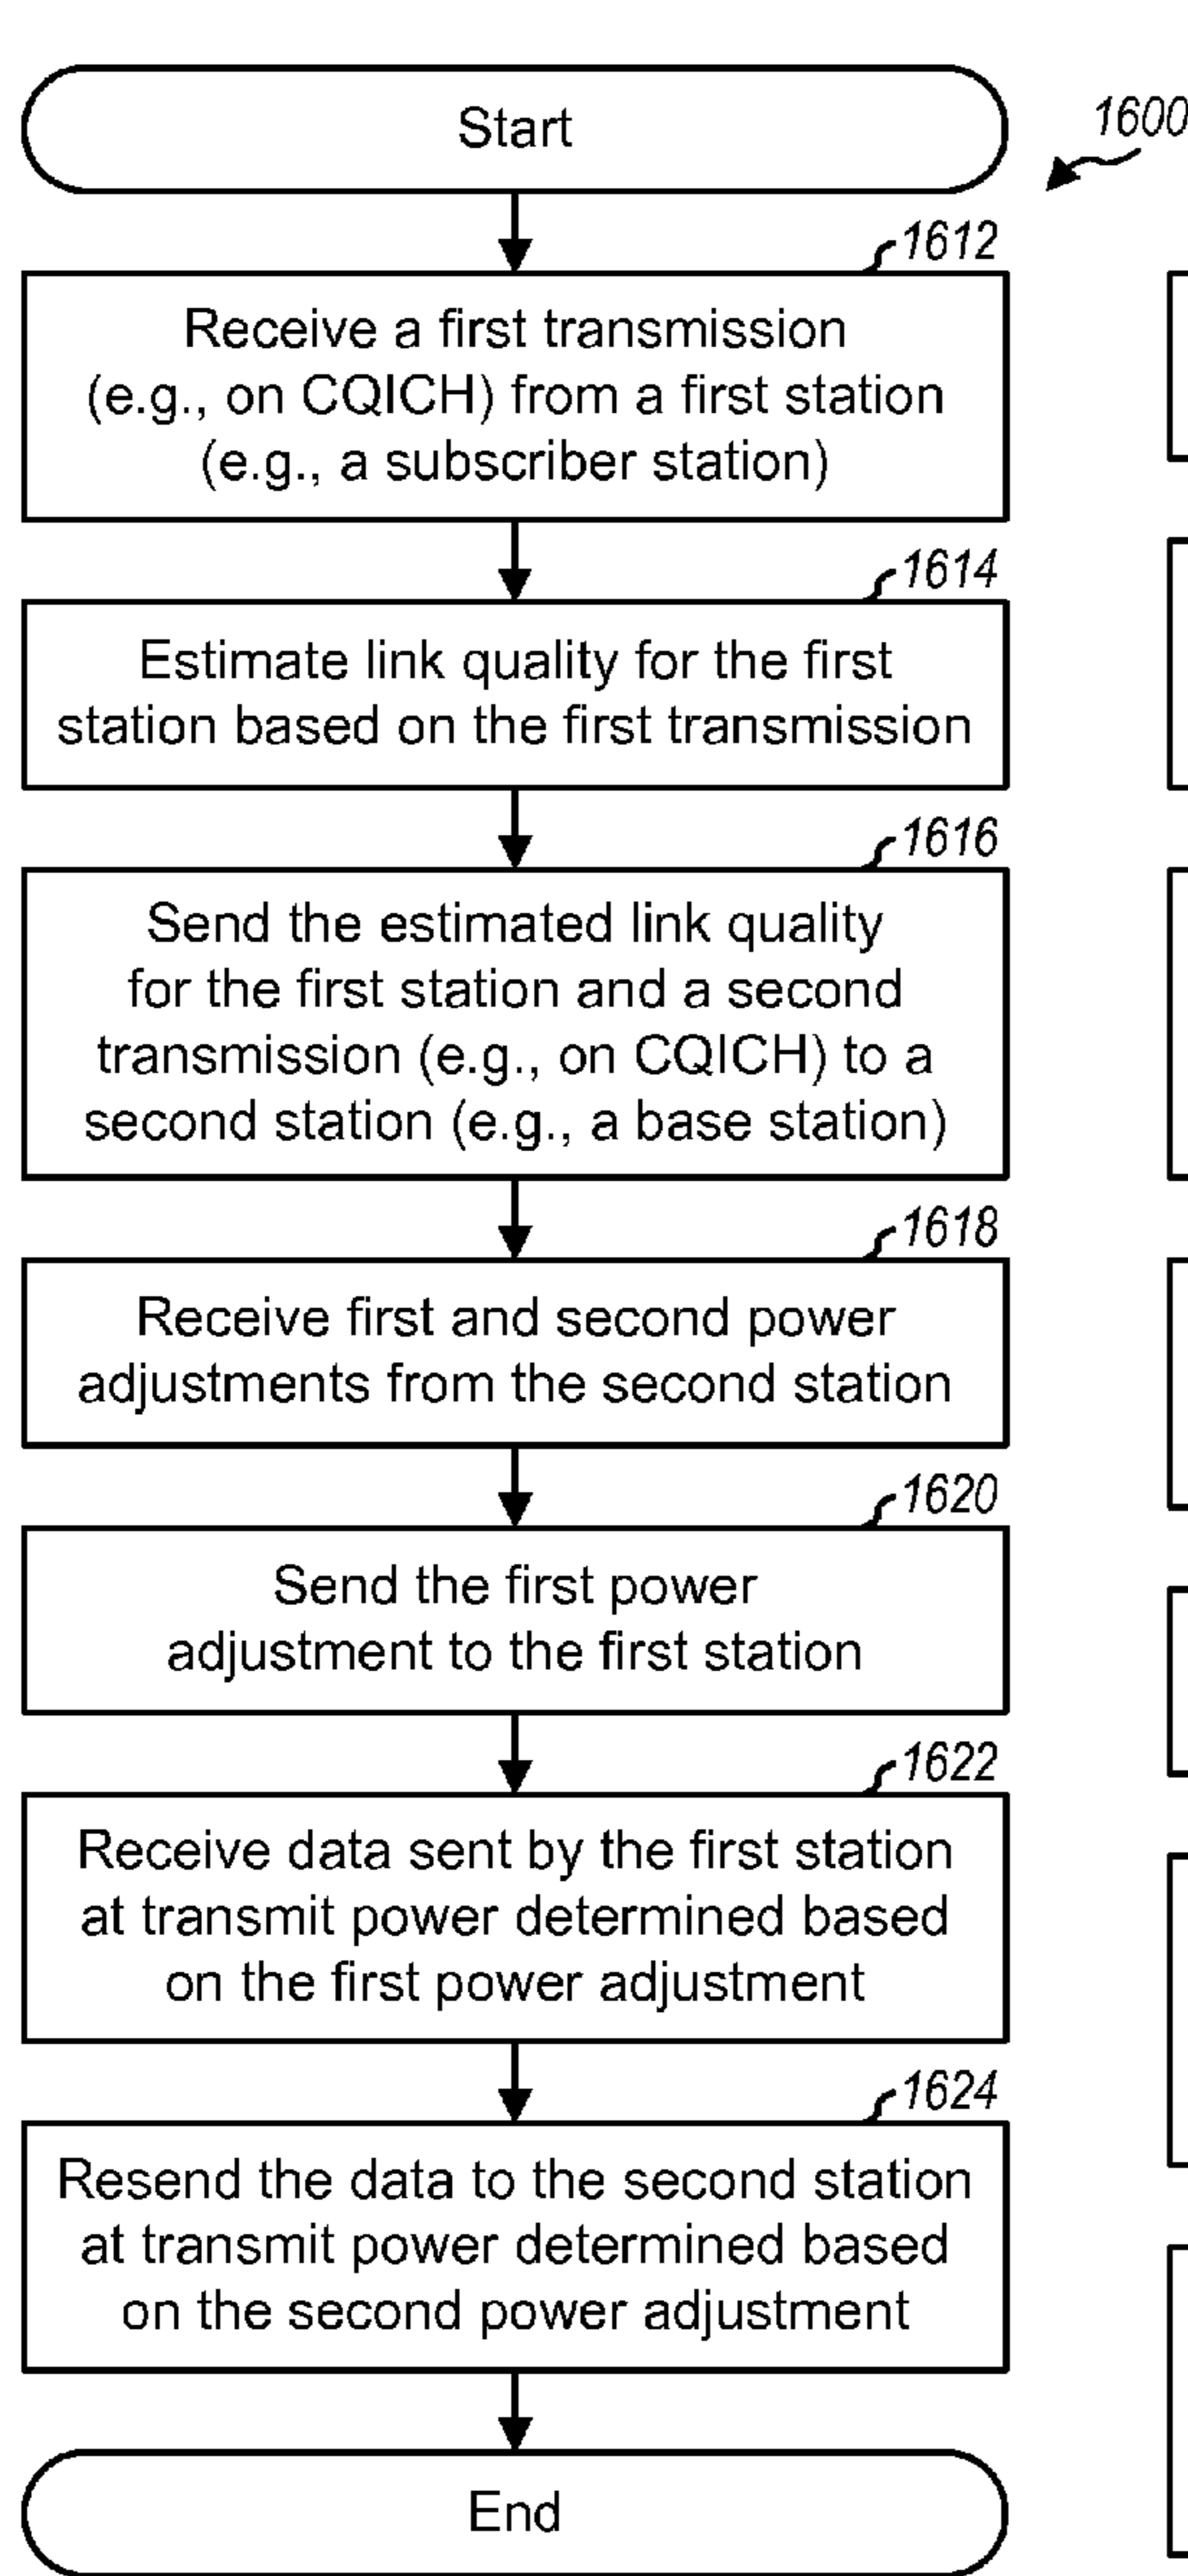 Start
1600
1612
Receive a first transmission
(e.g., on CQICH) from a first station
(e.g., a subscriber station)
1614
Estimate link quality for the first
station based on the first transmission
1616
Send the estimated link quality
for the first station and a second
transmission (e.g., on CQICH) to a
second station (e.g., a base station)
1618
Receive first and second power
adjustments from the second station
1620
Send the first power
adjustment to the first station
1622
Receive data sent by the first station
at transmit power determined based
on the first power adjustment
1624
Resend the data to the second station
at transmit power determined based
on the second power adjustment
End